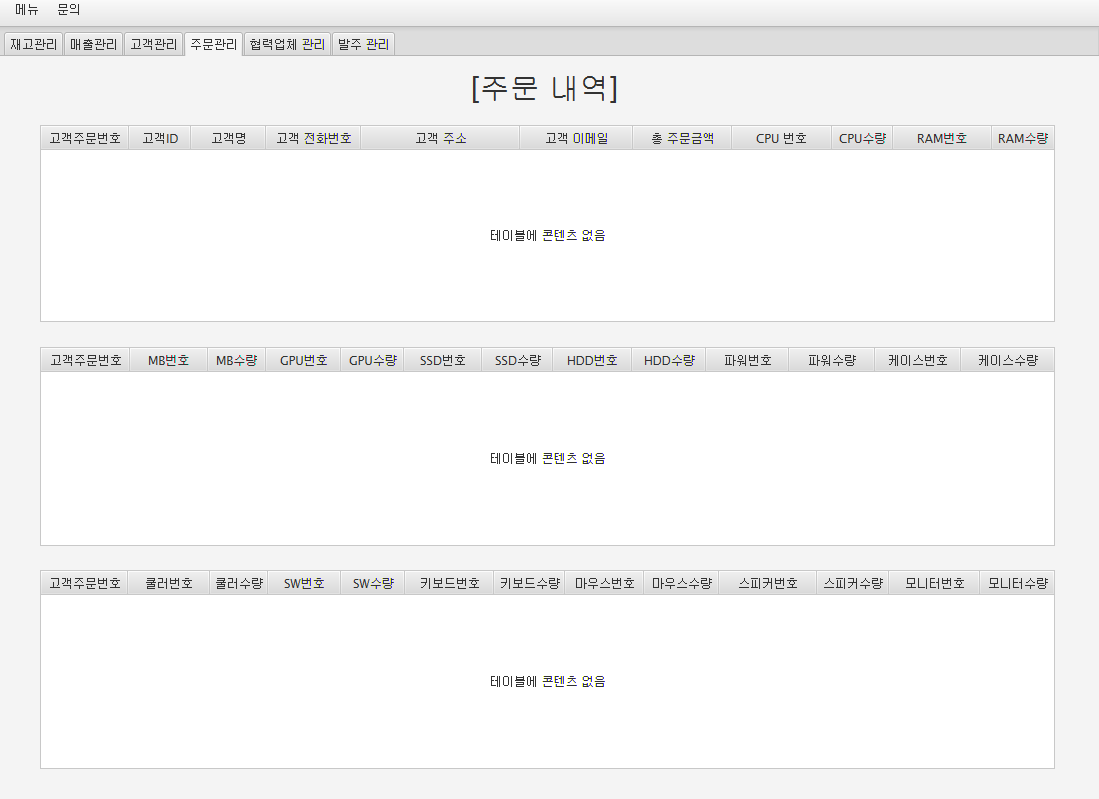 메뉴 문의
재고관리 매출관리 고객관리 주문관리 협력업체 관리 발주 관리
[주문 내역]
고객주문번호 고객ID 고객명 고객 전화번호 고객 주소 고객 이메일 총 주문금액 CPU 번호 CPU수량 RAM번호 RAM수량
테이블에 콘텐츠 없음
고객주문번호 MB번호 MB수량 GPU번호 GPU수량 SSD번호 SSD수량 HDD번호 HDD수량 파워번호 파워수량 케이스번호 케이스수량
테이블에 콘텐츠 없음
고객주문번호 쿨러번호 쿨러수량 SW번호 SW수량 키보드번호 키보드수량 마우스번호 마우스수량 스피커번호 스피커수량 모니터번호 모니터수량
테이블에 콘텐츠 없음